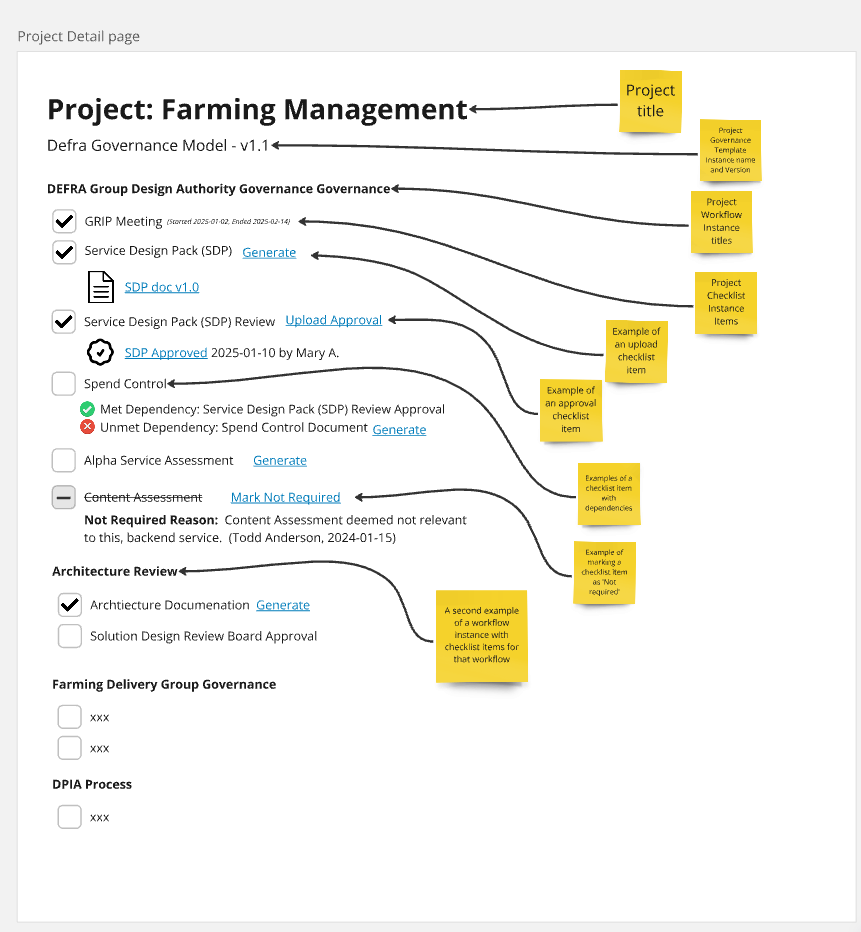 Project Detail page
Project: Farming Management
Project
title
Defra Governance Model - v1.1
Project
Governance
Template
Instance name
and Version
DEFRA Group Design Authority Governance Governance
Project
Workflow
Instance
titles
GRIP Meeting (Started 2025-01-02, Ended 2025-02-14)
Service Design Pack (SDP) Generate
SDP doc v1.0
Project
Checklist
Instance
Items
Service Design Pack (SDP) Review Upload Approval
SDP Approved 2025-01-10 by Mary A.
Example of
an upload
checklist
item
Spend Control
Met Dependency: Service Design Pack (SDP) Review Approval
Unmet Dependency: Spend Control Document Generate
Example of
an approval
checklist
item
Alpha Service Assessment Generate
Content Assessment Mark Not Required
Not Required Reason: Content Assessment deemed not relevant
to this, backend service. (Todd Anderson, 2024-01-15)
Examples of a
checklist item
with
dependencies
Example of
marking a
checklist item
as 'Not
required'
Architecture Review
Archtiecture Documenation Generate
Solution Design Review Board Approval
A second example
of a workflow
instance with
checklist items for
that workflow
Farming Delivery Group Governance
xxx
xxx
DPIA Process
xxx